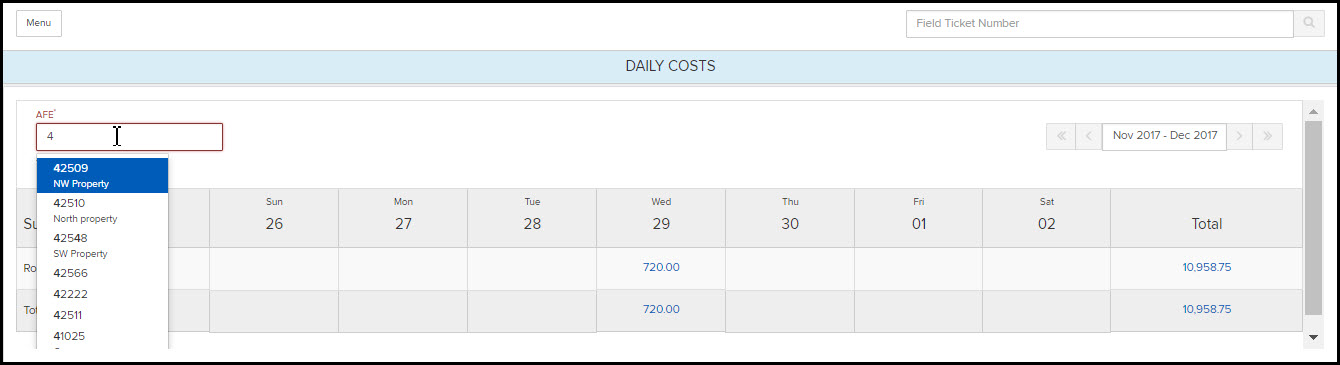 Menu
Field Ticket Number
DAILY COSTS
AFE*
4
Nov 2017 - Dec 2017
42509
NW Property
42510
North property
42548
SW Property
42566
42222
42511
41025
Su
Sun Mon Tue Wed Thu Fri Sat
26 27 28 29 30 01 02 Total
Ro 720.00 10,958.75
Tot 720.00 10,958.75